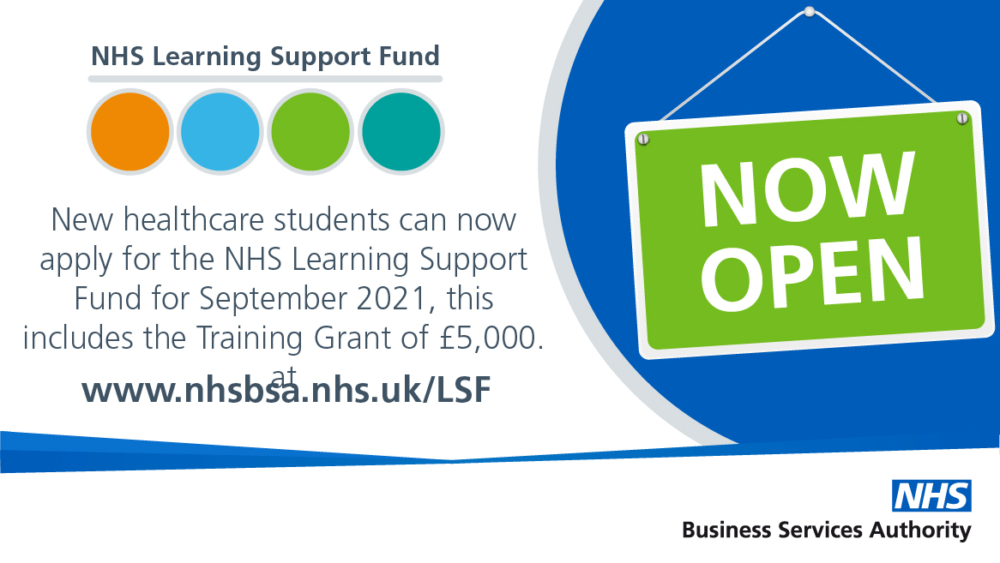 NHS Learning Support Fund
New healthcare students can now
apply for the NHS Learning Support
Fund for September 2021, this
includes the Training Grant of £5,000.
at
www.nhsbsa.nhs.uk/LSF
NOW
OPEN
NHS
Business Services Authority